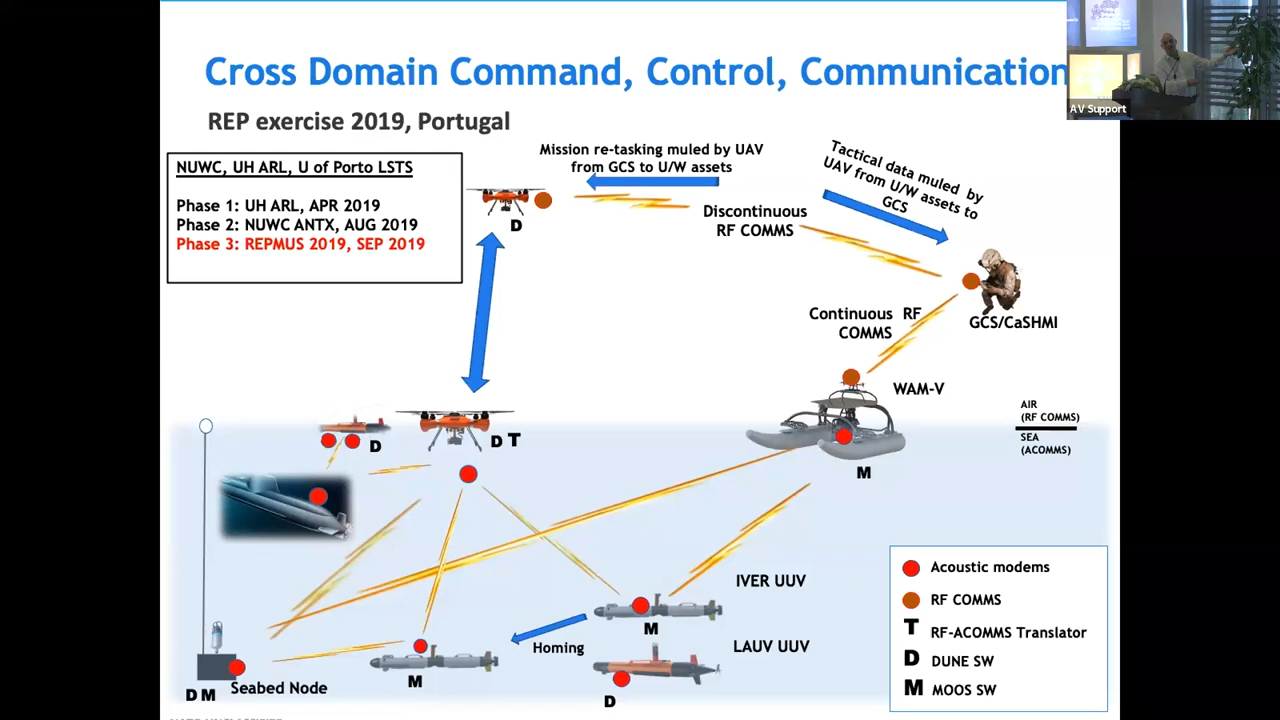 Cross Domain Command, Control, Communication
REP exercise 2019, Portugal
AV Support
NUWC, UH ARL, U of Porto LSTS
Phase 1: UH ARL, APR 2019
Phase 2: NUWC ANTX, AUG 2019
Phase 3: REPMUS 2019, SEP 2019
Mission re-tasking muled by UAV
from GCS to U/W assets
Tactical data muled by
UAV from U/W assets to
GCS
D
Discontinuous
RF COMMS
Continuous RF
COMMS
GCS/CaSHMI
WAM-V
AIR
(RF COMMS)
SEA
(ACOMMS)
D
D T
M
IVER UUV
M
Homing
LAUV UUV
M
D
D M
Seabed Node
Acoustic modems
RF COMMS
T RF-ACOMMS Translator
D DUNE SW
M MOOS SW